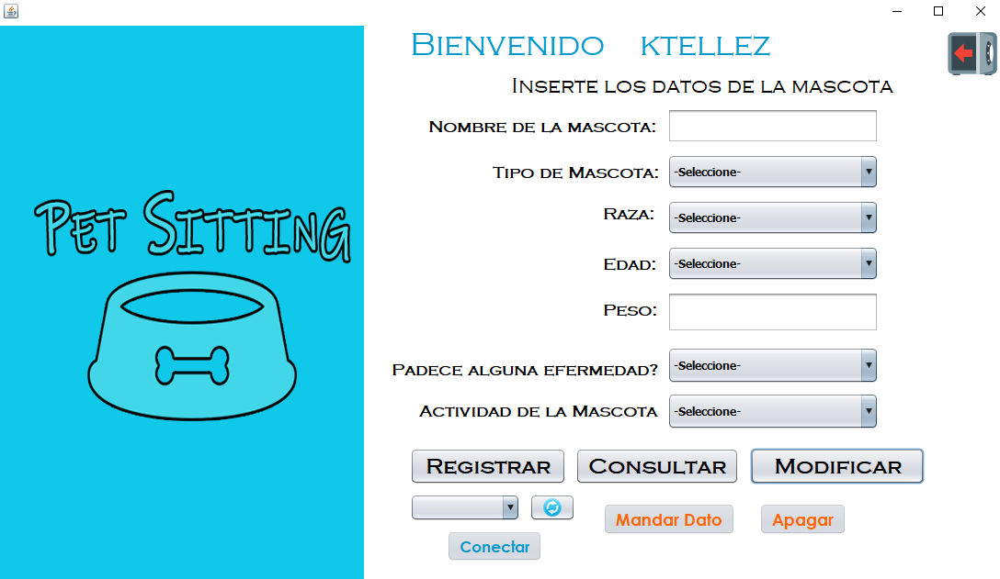 Pet Sitting
Bienvenido ktellez
Inserte los datos de la mascota
Nombre de la mascota:
Tipo de Mascota: -Seleccione-
Raza: -Seleccione-
Edad: -Seleccione-
Peso:
Padece alguna efermedad? -Seleccione-
Actividad de la Mascota -Seleccione-
Registrar Consultar Modificar
Mandar Dato Apagar
Conectar